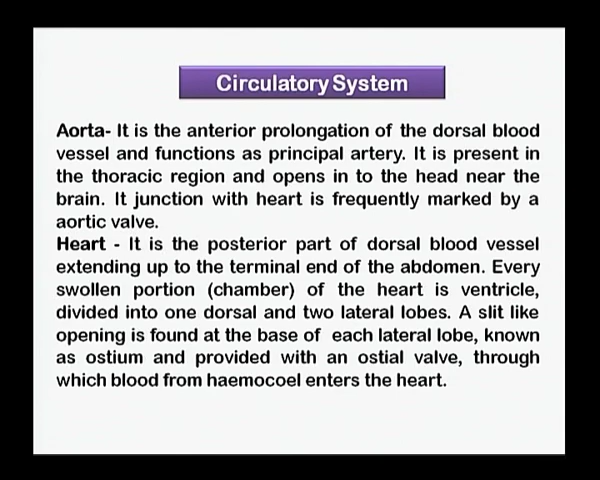 Circulatory System
Aorta- It is the anterior prolongation of the dorsal blood
vessel and functions as principal artery. It is present in
the thoracic region and opens in to the head near the
brain. It junction with heart is frequently marked by a
aortic valve.
Heart - It is the posterior part of dorsal blood vessel
extending up to the terminal end of the abdomen. Every
swollen portion (chamber) of the heart is ventricle,
divided into one dorsal and two lateral lobes. A slit like
opening is found at the base of each lateral lobe, known
as ostium and provided with an ostial valve, through
which blood from haemocoel enters the heart.